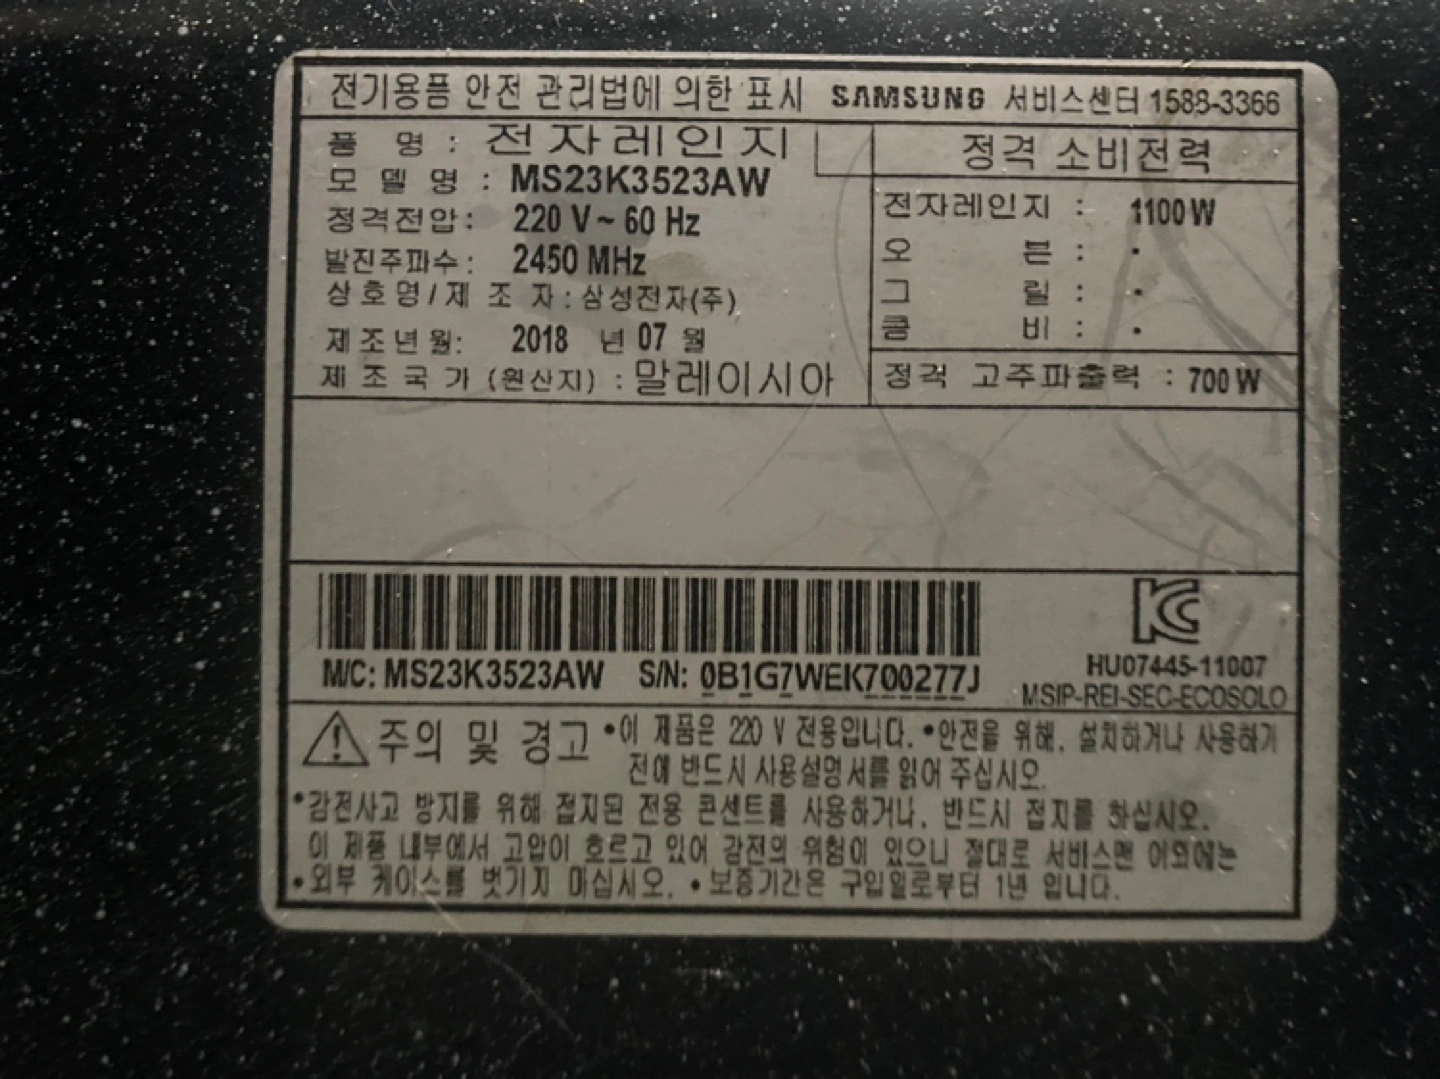 전기용품 안전 관리법에 의한 표시 SAMSUNG 서비스센터 1588-3366
품 명 : 전자레인지
모 델 명 : MS23K3523AW
정격전압 : 220 V ~ 60 Hz
발진주파수 : 2450 MHz
상호명/제 조 자 : 삼성전자(주)
제조년월: 2018 년 07 월
제 조 국 가 (원산지) : 말레이시아
정격 소비전력
전자레인지 : 1100 W
오 븐 : -
그 릴 : -
콤 비 : -
정격 고주파출력 : 700 W
M/C: MS23K3523AW S/N: 0B1G7WEK700277J
HU07445-11007
MSIP-REI-SEC-ECOSOLO
주의 및 경고 •이 제품은 220 V 전용입니다. •안전을 위해, 설치하거나 사용하기
전에 반드시 사용설명서를 읽어 주십시오.
•감전사고 방지를 위해 접지된 전용 콘센트를 사용하거나, 반드시 접지를 하십시오.
이 제품 내부에서 고압이 흐르고 있어 감전의 위험이 있으니 절대로 서비스맨 이외에는
•외부 케이스를 벗기지 마십시오. •보증기간은 구입일로부터 1년 입니다.